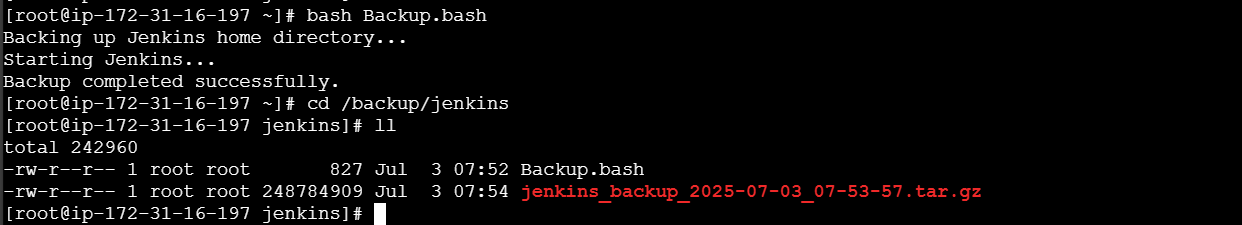 [root@ip-172-31-16-197 ~]# bash Backup.bash
Backing up Jenkins home directory...
Starting Jenkins...
Backup completed successfully.
[root@ip-172-31-16-197 ~]# cd /backup/jenkins
[root@ip-172-31-16-197 jenkins]# ll
total 242960
-rw-r--r-- 1 root root       827 Jul  3 07:52 Backup.bash
-rw-r--r-- 1 root root 248784909 Jul  3 07:54 jenkins_backup_2025-07-03_07-53-57.tar.gz
[root@ip-172-31-16-197 jenkins]#